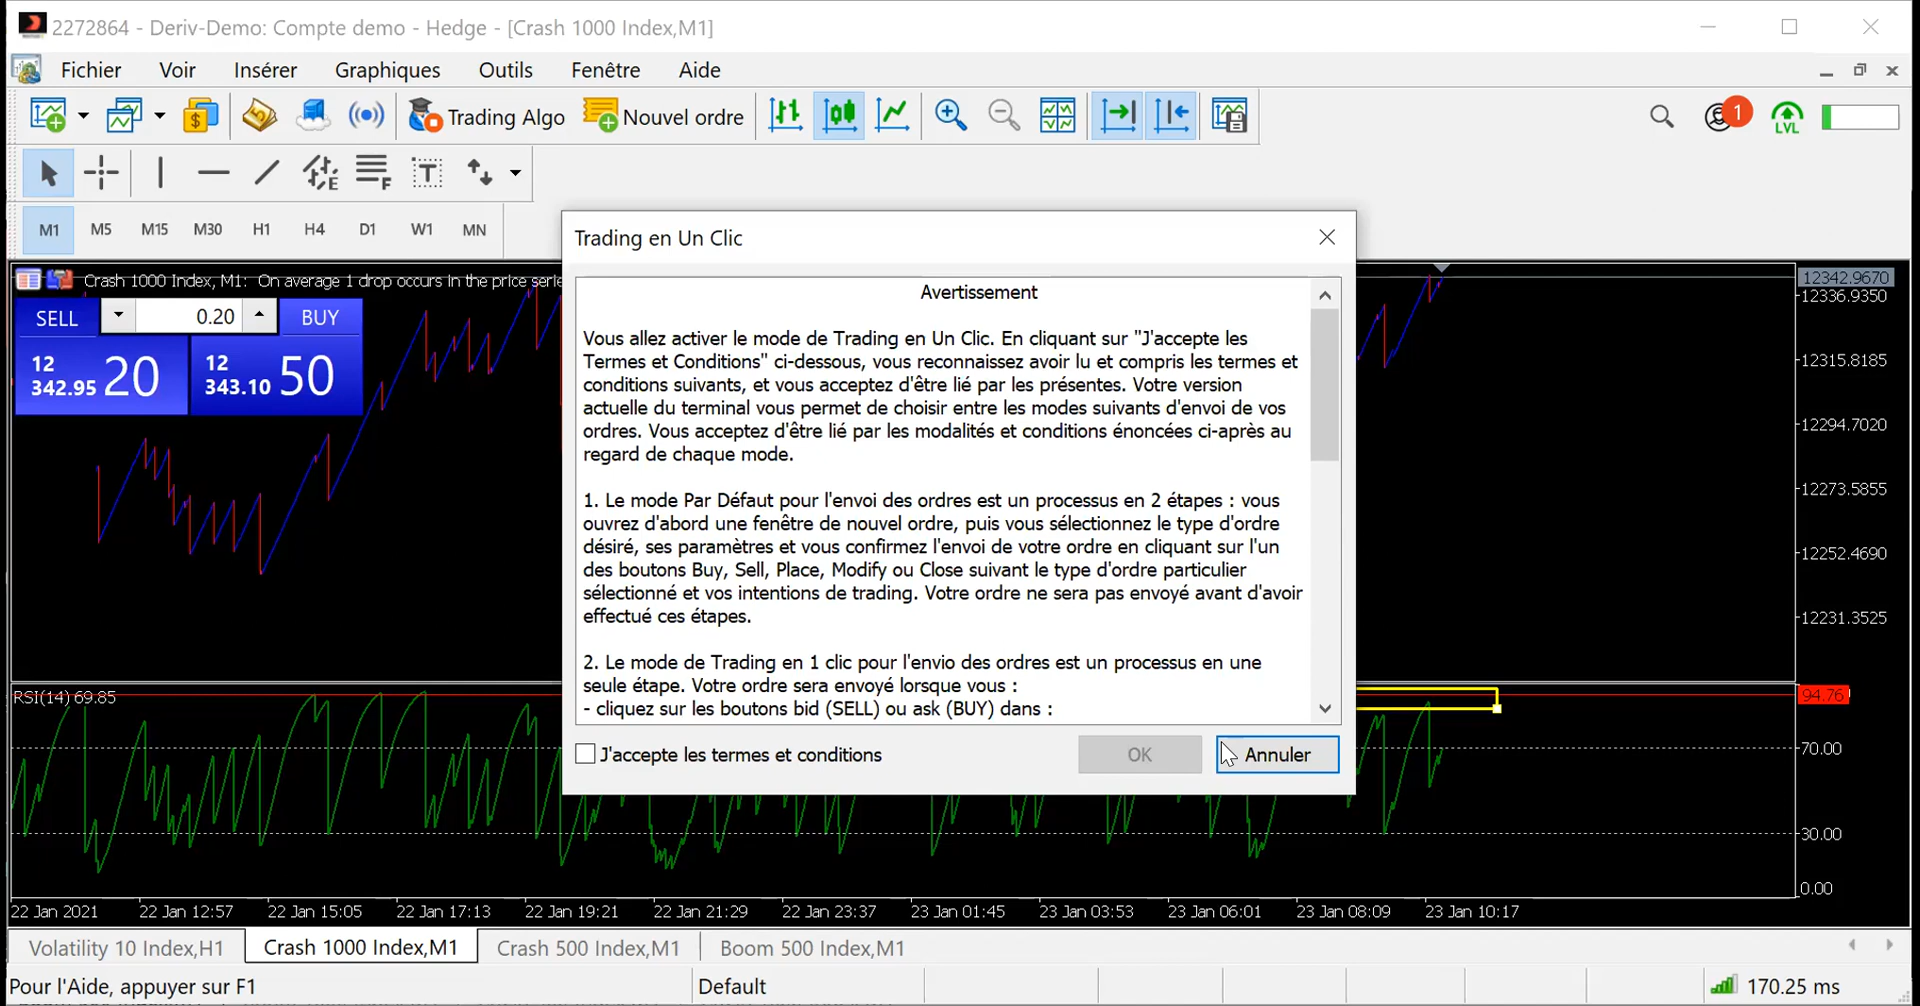 2272864 - Deriv-Demo: Compte demo - Hedge - [Crash 1000 Index,M1]
Fichier Voir Insérer Graphiques Outils Fenêtre Aide
Trading Algo Nouvel ordre 1 LVL
E F T
M1 M5 M15 M30 H1 H4 D1 W1 MN
Trading en Un Clic
Crash 1000 Index, M1: On average 1 drop occurs in the price serie
SELL 0.20 BUY
12 342.95 20 12 343.10 50
Avertissement
Vous allez activer le mode de Trading en Un Clic. En cliquant sur "J'accepte les
Termes et Conditions" ci-dessous, vous reconnaissez avoir lu et compris les termes et
conditions suivants, et vous acceptez d'être lié par les présentes. Votre version
actuelle du terminal vous permet de choisir entre les modes suivants d'envoi de vos
ordres. Vous acceptez d'être lié par les modalités et conditions énoncées ci-après au
regard de chaque mode.
1. Le mode Par Défaut pour l'envoi des ordres est un processus en 2 étapes : vous
ouvrez d'abord une fenêtre de nouvel ordre, puis vous sélectionnez le type d'ordre
désiré, ses paramètres et vous confirmez l'envoi de votre ordre en cliquant sur l'un
des boutons Buy, Sell, Place, Modify ou Close suivant le type d'ordre particulier
sélectionné et vos intentions de trading. Votre ordre ne sera pas envoyé avant d'avoir
effectué ces étapes.
2. Le mode de Trading en 1 clic pour l'envio des ordres est un processus en une
seule étape. Votre ordre sera envoyé lorsque vous :
- cliquez sur les boutons bid (SELL) ou ask (BUY) dans :
J'accepte les termes et conditions OK Annuler
12342.9670
12336.9350
12315.8185
12294.7020
12273.5855
12252.4690
12231.3525
RSI(14) 69.85
94.76
70.00
30.00
0.00
22 Jan 2021 22 Jan 12:57 22 Jan 15:05 22 Jan 17:13 22 Jan 19:21 22 Jan 21:29 22 Jan 23:37 23 Jan 01:45 23 Jan 03:53 23 Jan 06:01 23 Jan 08:09 23 Jan 10:17
Volatility 10 Index,H1 Crash 1000 Index,M1 Crash 500 Index,M1 Boom 500 Index,M1
Pour l'Aide, appuyer sur F1 Default 170.25 ms